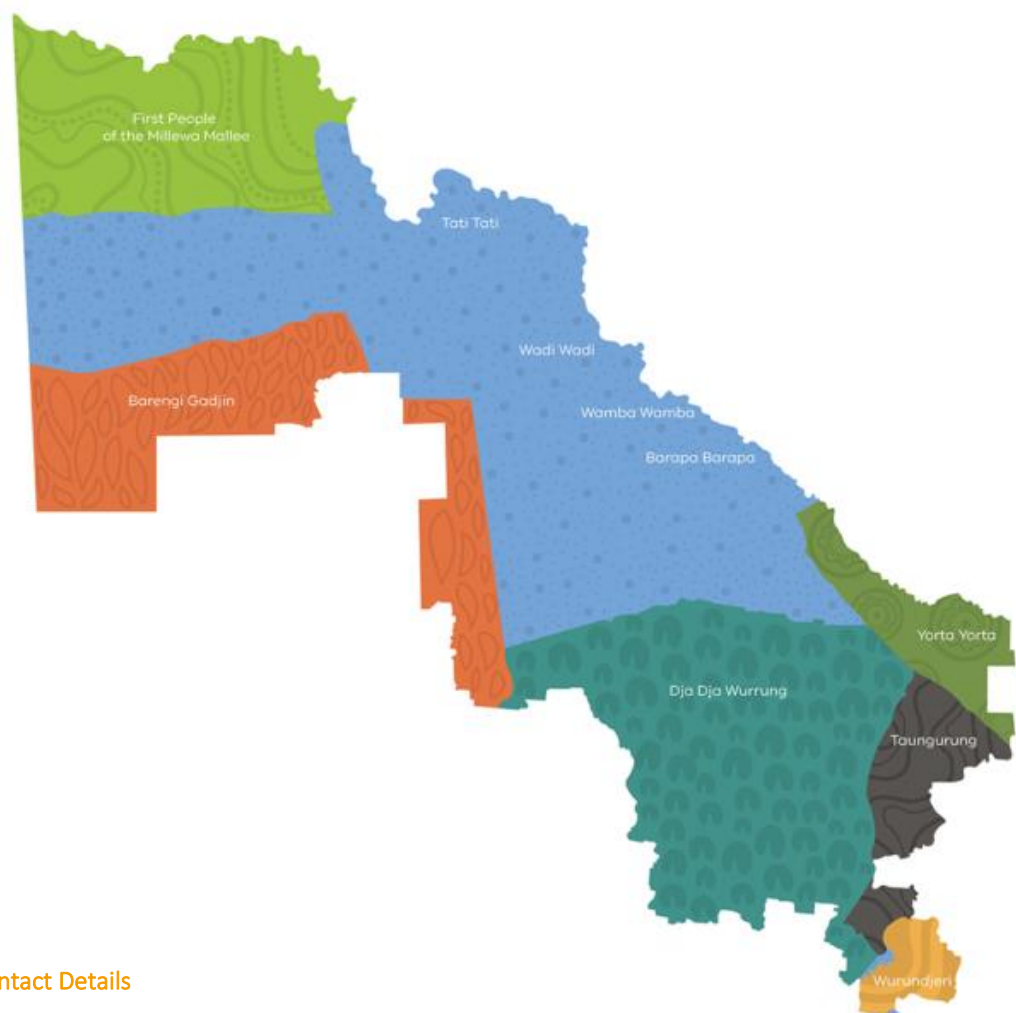 First People
of the Millewa Mallee
Tati Tati
Wadi Wadi
Barengi Gadjin
Wamba Wamba
Barapa Barapa
Yorta Yorta
Dja Dja Wurrung
Taungurung
ntact Details
Wurundjeri